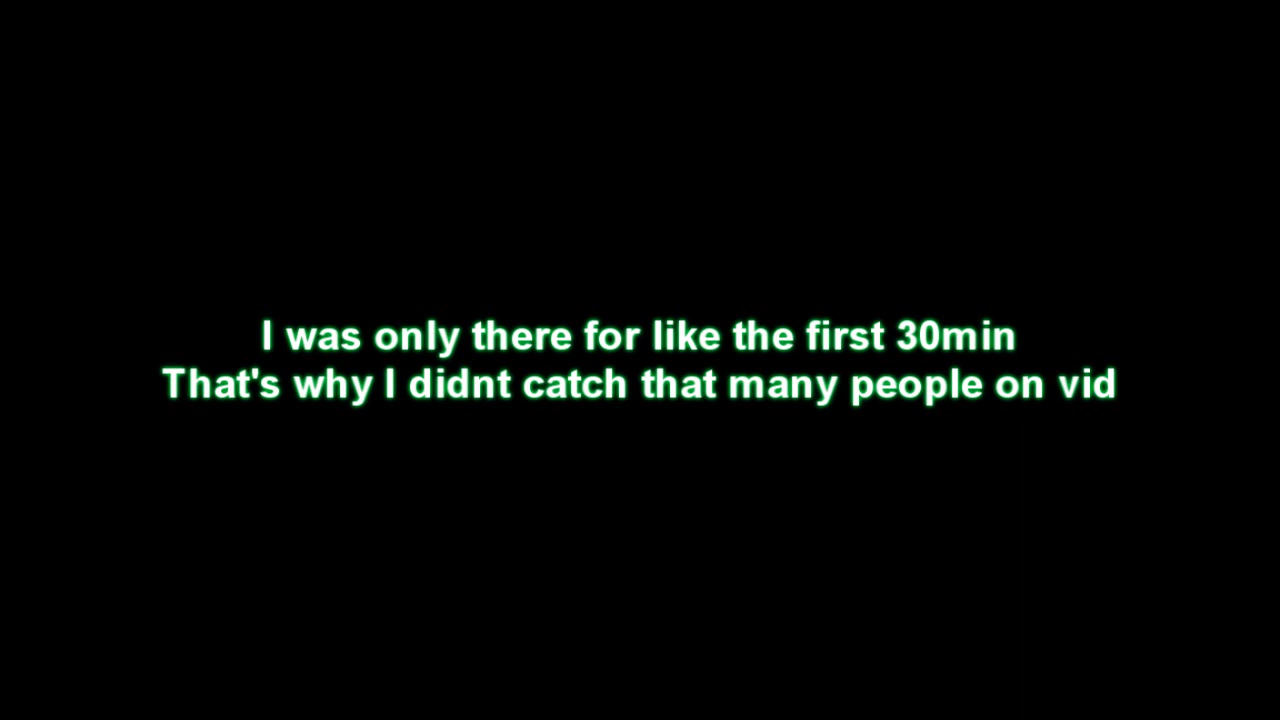 I was only there for like the first 30min
That's why I didnt catch that many people on vid